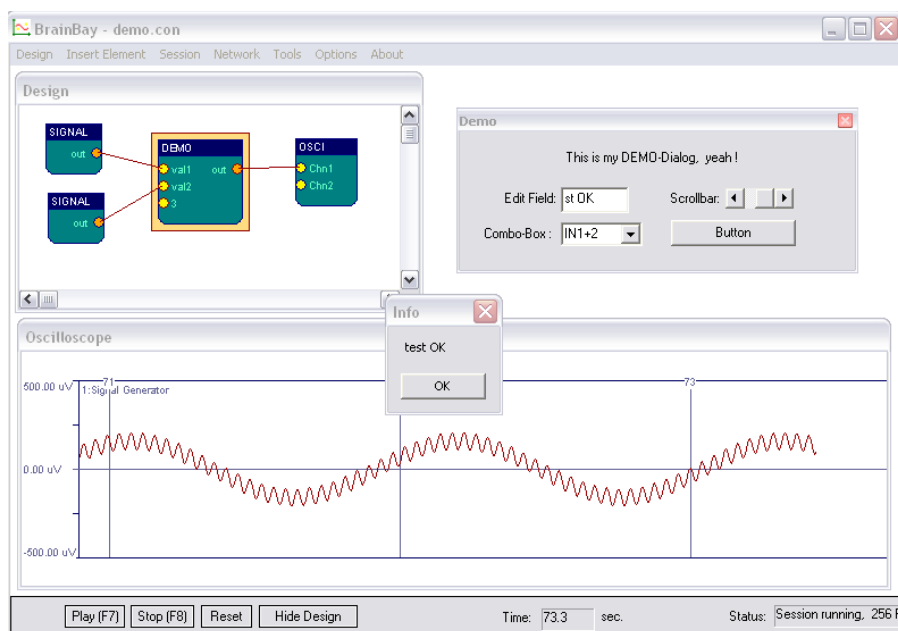 BrainBay - demo.con
Design Insert Element Session Network Tools Options About
Design
SIGNAL
out
SIGNAL
out
DEMO
val1 out
val2
3
OSCI
Chn1
Chn2
Demo
This is my DEMO-Dialog, yeah !
Edit Field: st OK
Scrollbar:
Combo-Box : IN1+2
Button
Info
test OK
OK
Oscilloscope
500.00 uV
71
1:Signal Generator
73
0.00 uV
-500.00 uV
Play (F7) Stop (F8) Reset Hide Design Time: 73.3 sec. Status: Session running, 256